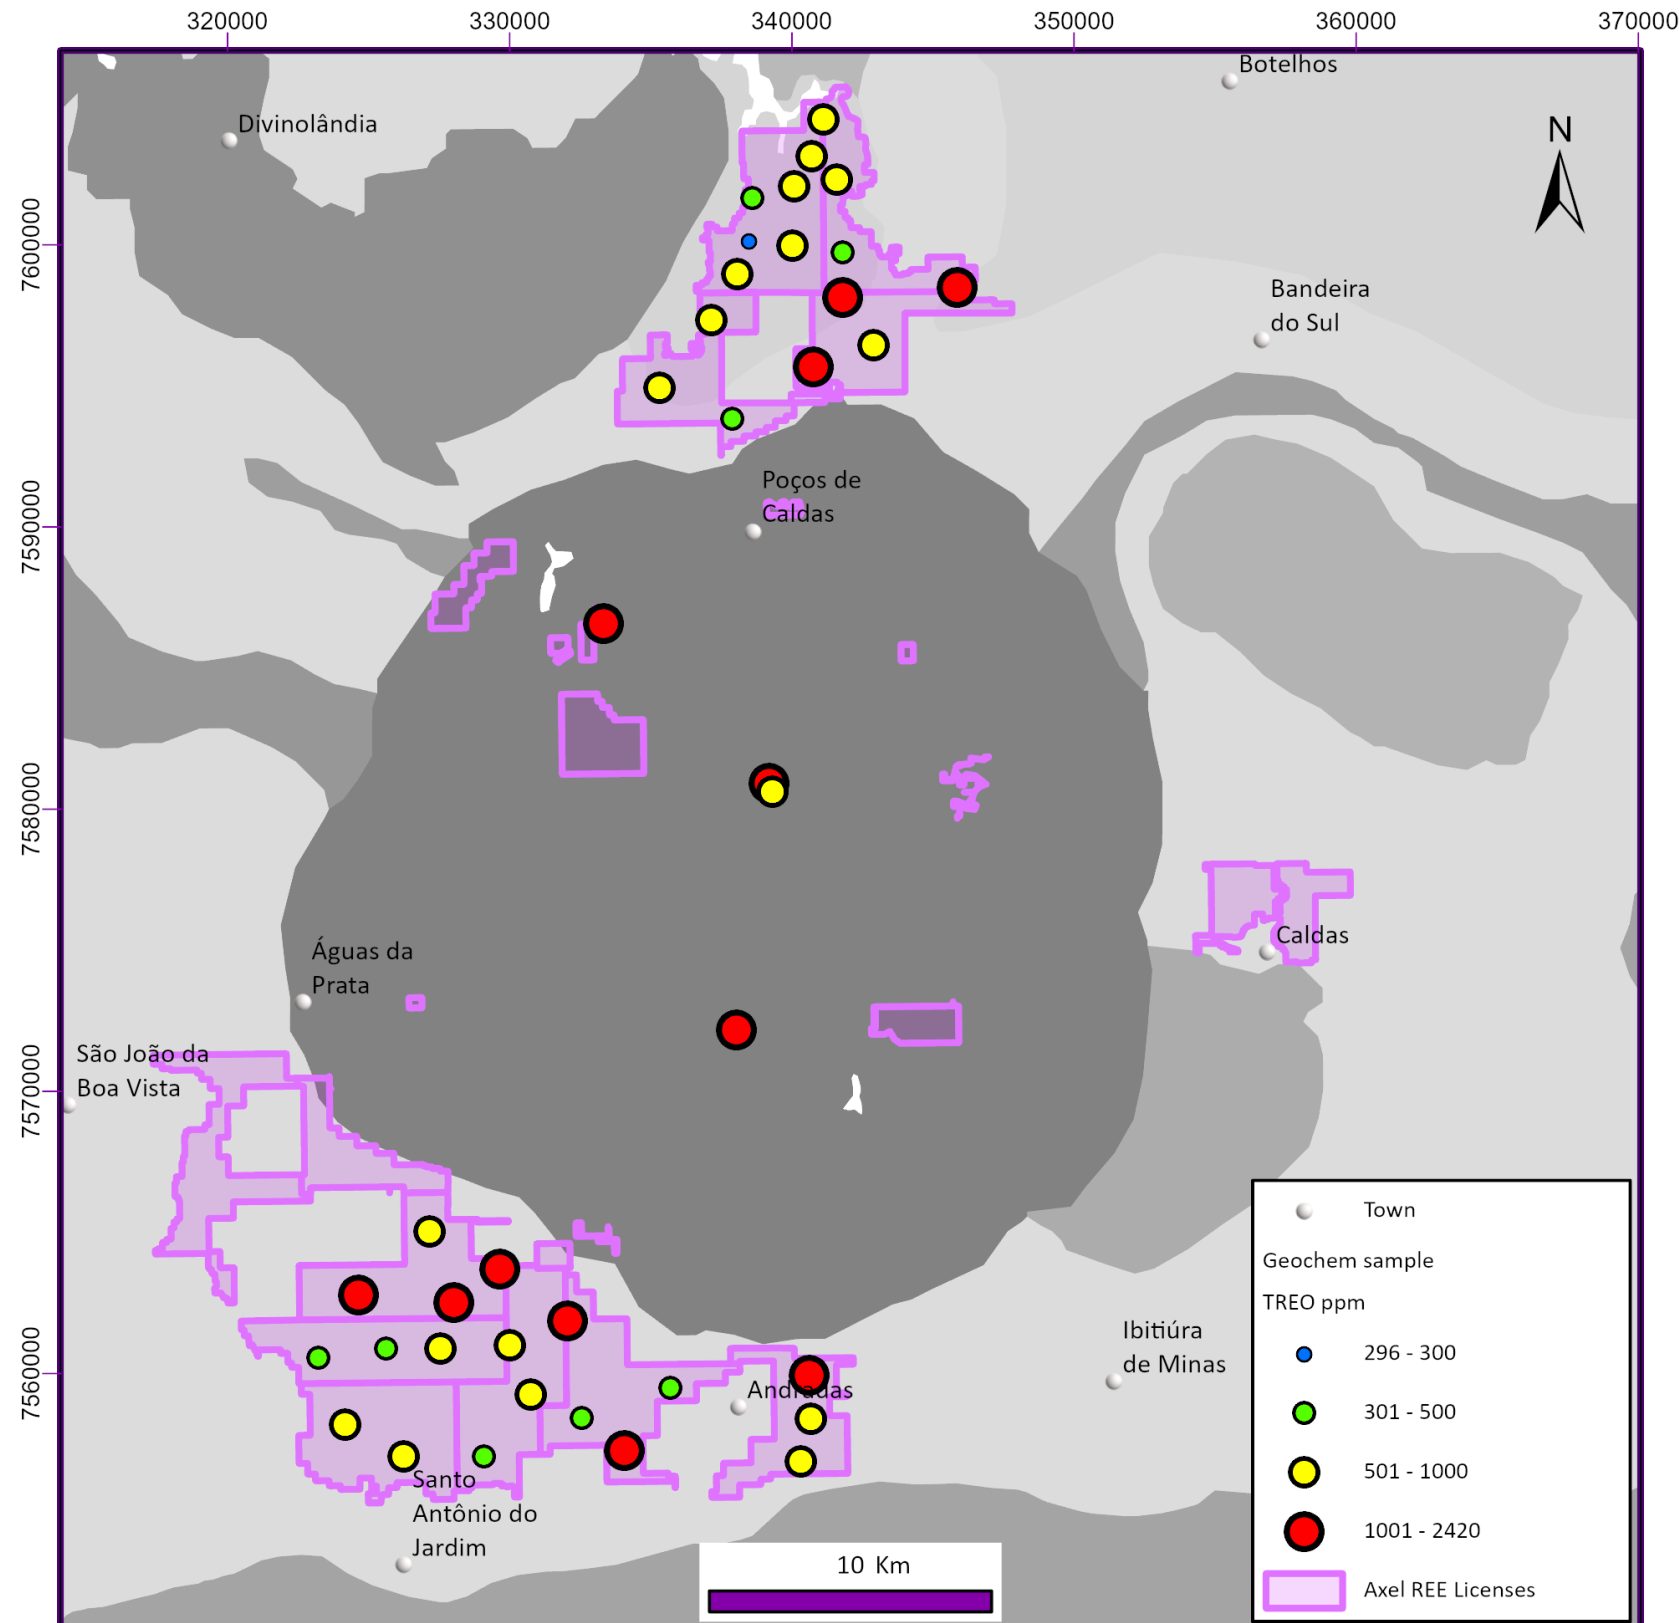 320000
330000
340000
350000
360000
370000
7600000
7590000
7580000
7570000
7560000
Botelhos
Divinolândia
N
Bandeira
do Sul
Poços de
Caldas
Caldas
Águas da
Prata
São João da
Boa Vista
Ibitiúra
de Minas
Andradas
Santo
Antônio do
Jardim
10 Km
Town
Geochem sample
TREO ppm
296 - 300
301 - 500
501 - 1000
1001 - 2420
Axel REE Licenses